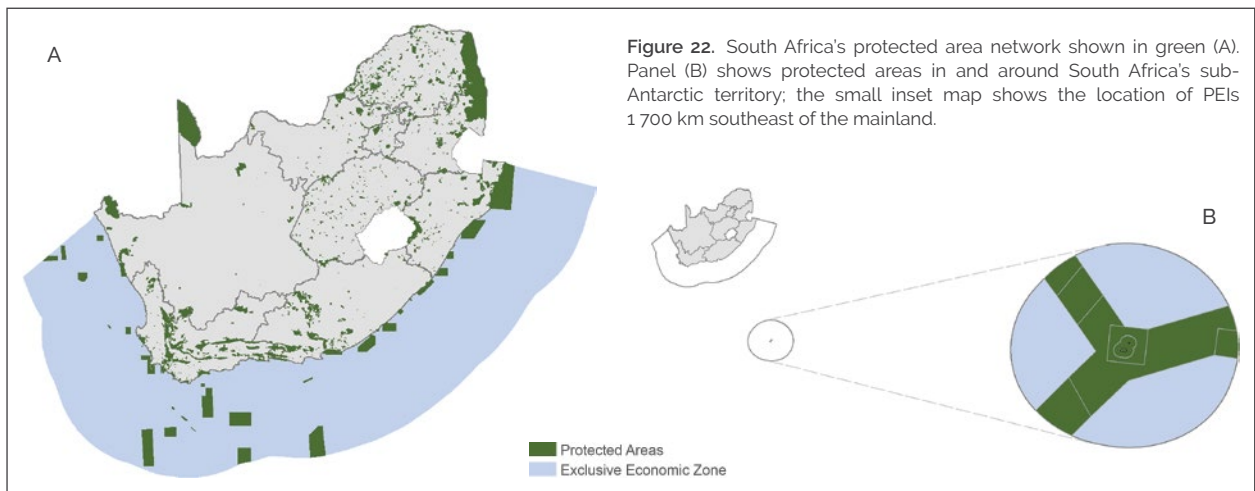 A
Figure 22. South Africa's protected area network shown in green (A).
Panel (B) shows protected areas in and around South Africa's sub-
Antarctic territory; the small inset map shows the location of PEIs
1 700 km southeast of the mainland.
B
Protected Areas
Exclusive Economic Zone